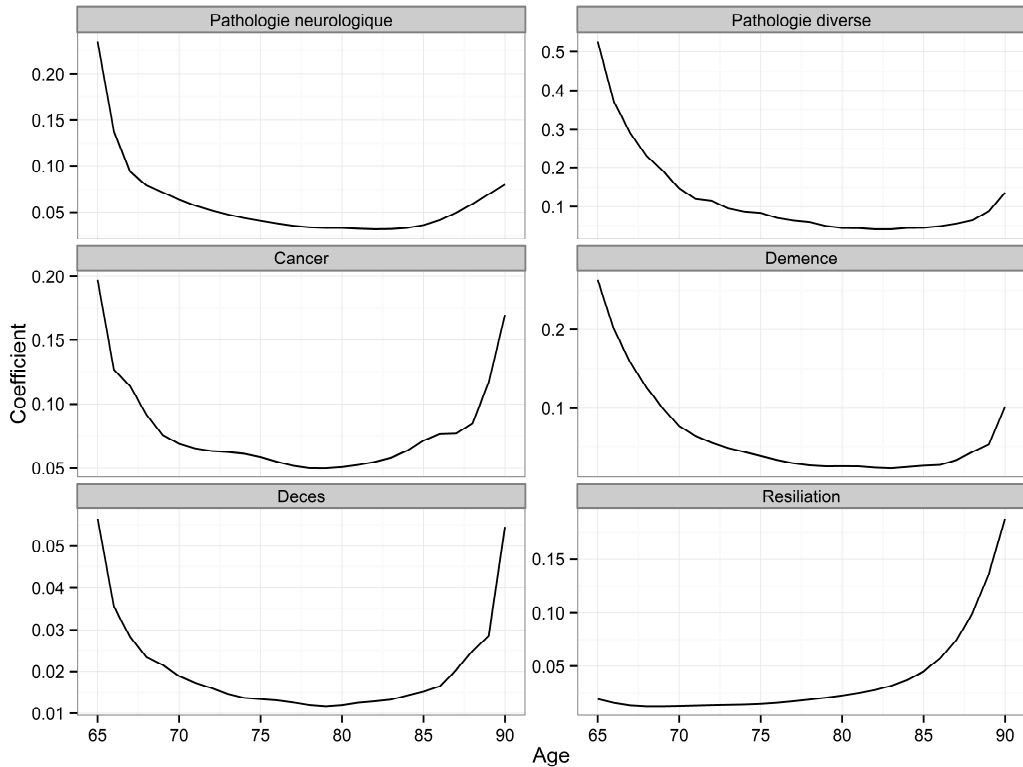 Pathologie neurologique
Pathologie diverse
0.20
0.15
0.10
0.05
0.5
0.4
0.3
0.2
0.1
Cancer
Demence
0.20
0.15
0.10
0.05
0.2
0.1
Coefficient
Deces
Resiliation
0.05
0.04
0.03
0.02
0.01
0.15
0.10
0.05
65 70 75 80 85 90
65 70 75 80 85 90
Age